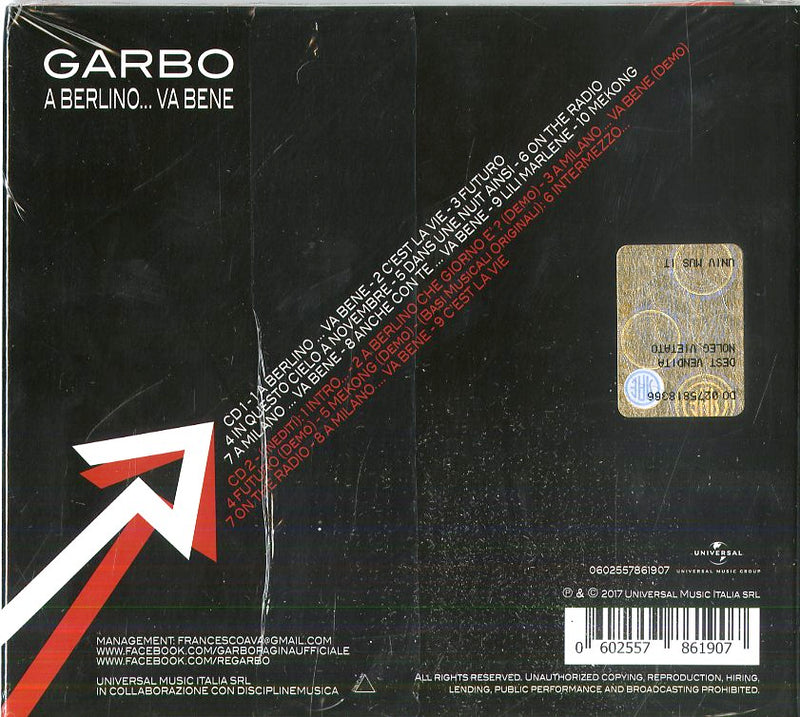 GARBO
A BERLINO... VA BENE
CD 1 - 1 A BERLINO ... VA BENE - 2 C'EST LA VIE - 3 FUTURO
4 IN QUESTO CIELO A NOVEMBRE - 5 DANS UNE NUIT AINSI - 6 ON THE RADIO
7 A MILANO ... VA BENE - 8 ANCHE CON TE ... VA BENE - 9 LILI MARLENE - 10 MEKONG
CD 2 - (INEDITI): 1 INTRO... - 2 A BERLINO CHE GIORNO E' ? (DEMO) - 3 A MILANO ... VA BENE (DEMO)
4 FUTURO (DEMO) - 5 MEKONG (DEMO) - (BASI MUSICALI ORIGINALI): 6 INTERMEZZO...
7 ON THE RADIO - 8 A MILANO... VA BENE - 9 C'EST LA VIE
UNIV MUS IT
NOLEG VIETATO
DEST VENDITA
DO 0275818366
SIAE
UNIVERSAL
0602557861907 UNIVERSAL MUSIC GROUP
℗ & © 2017 UNIVERSAL MUSIC ITALIA SRL
0 602557 861907
MANAGEMENT: FRANCESCOAVA@GMAIL.COM
WWW.FACEBOOK.COM/GARBOPAGINAUFFICIALE
WWW.FACEBOOK.COM/REGARBO
UNIVERSAL MUSIC ITALIA SRL
IN COLLABORAZIONE CON DISCIPLINEMUSICA
ALL RIGHTS RESERVED. UNAUTHORIZED COPYING, REPRODUCTION, HIRING,
LENDING, PUBLIC PERFORMANCE AND BROADCASTING PROHIBITED.